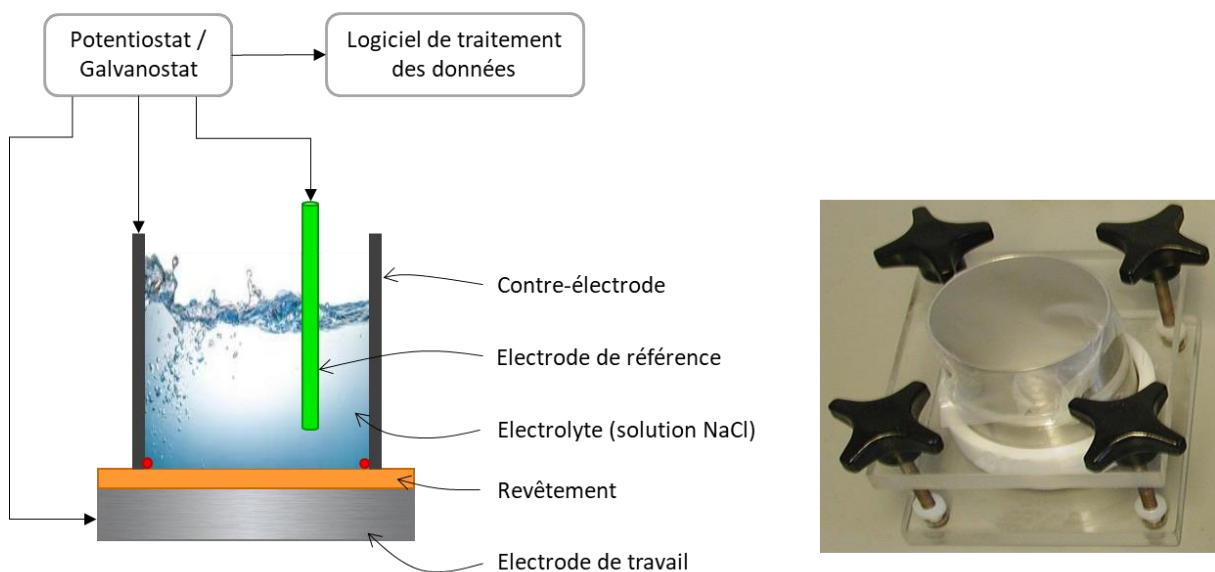 Potentiostat /
Galvanostat
Logiciel de traitement
des données
Contre-électrode
Electrode de référence
Electrolyte (solution NaCl)
Revêtement
Electrode de travail